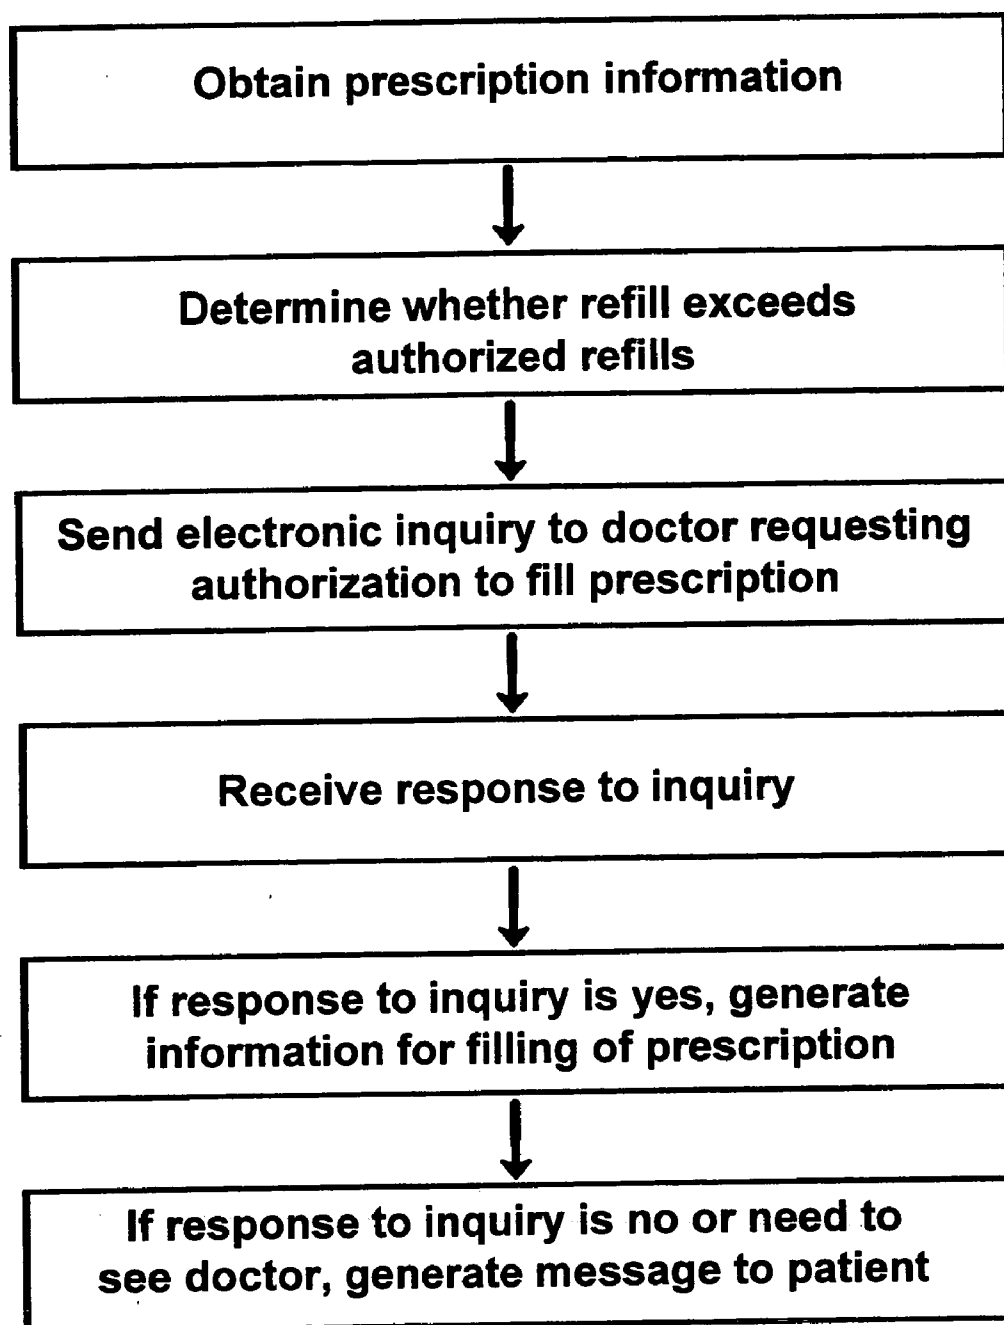 Obtain prescription information
Determine whether refill exceeds
authorized refills
Send electronic inquiry to doctor requesting
authorization to fill prescription
Receive response to inquiry
If response to inquiry is yes, generate
information for filling of prescription
If response to inquiry is no or need to
see doctor, generate message to patient